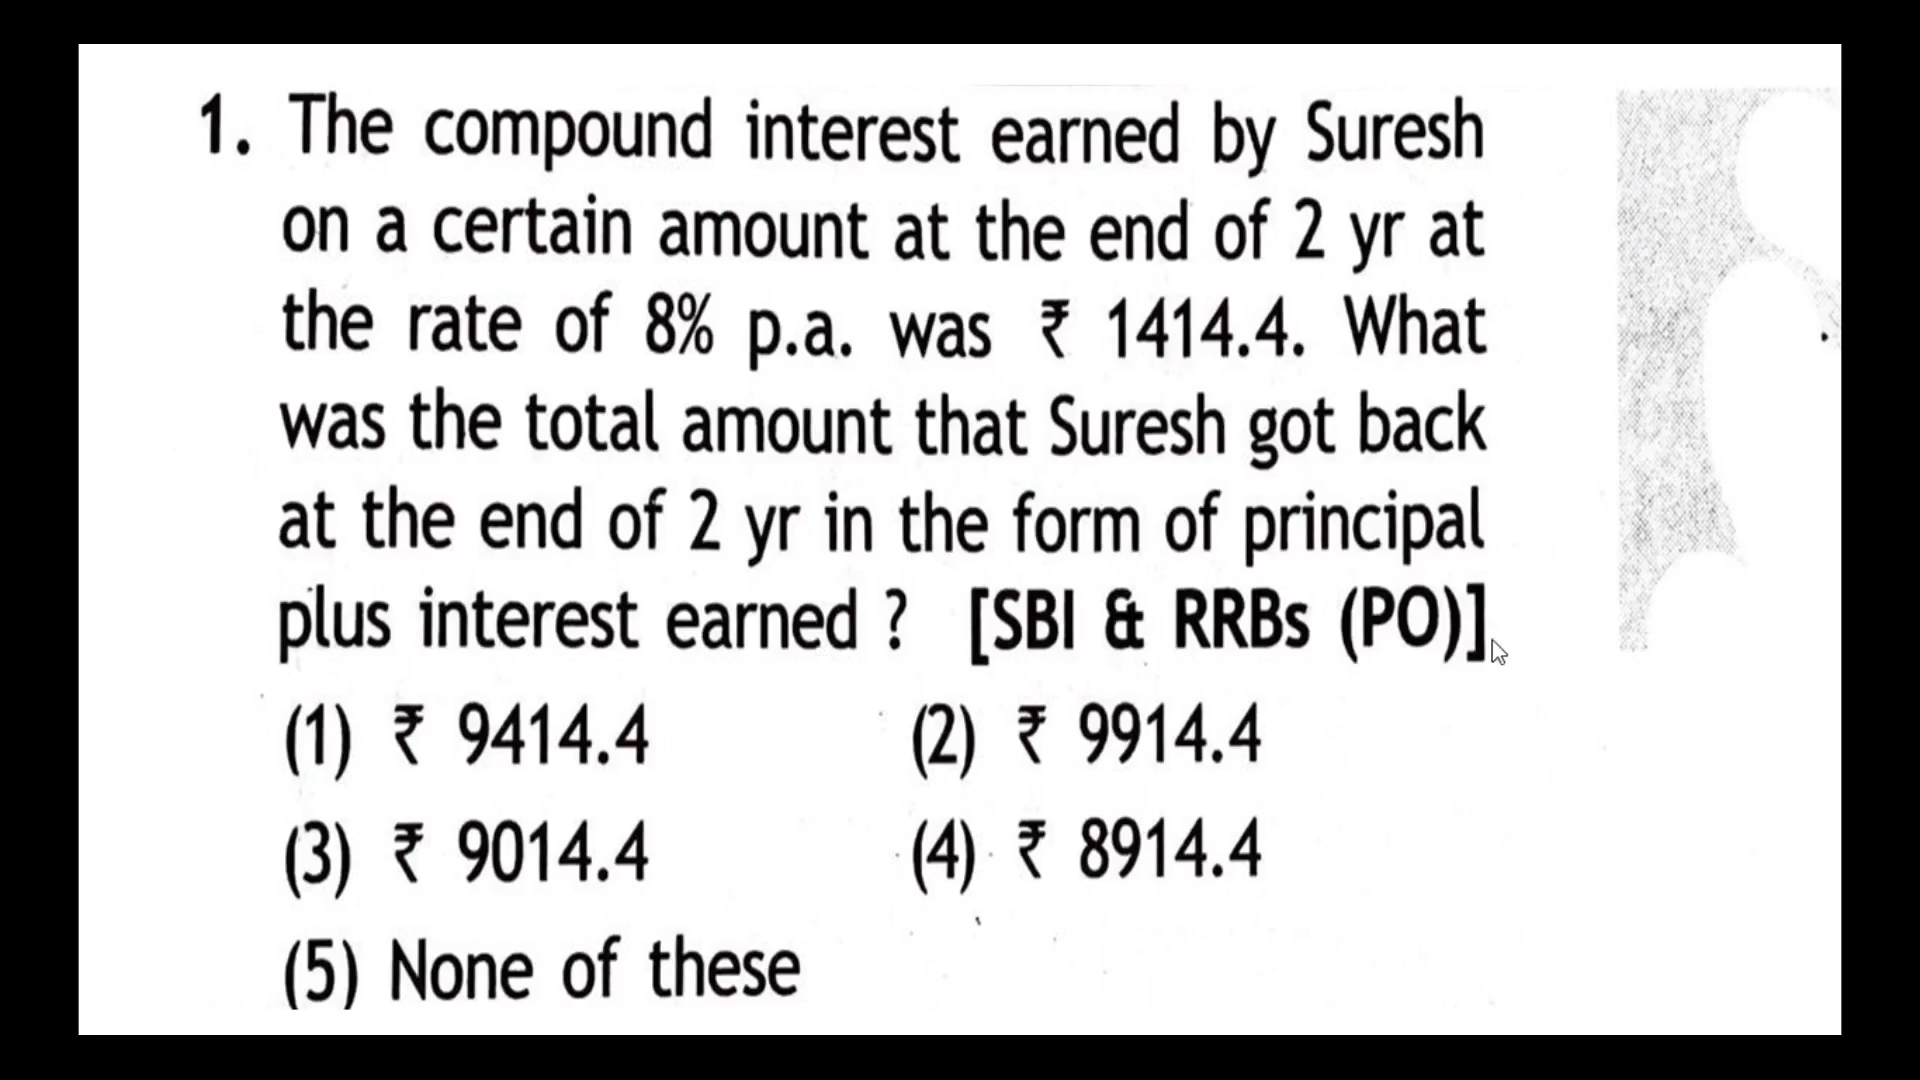 1. The compound interest earned by Suresh
on a certain amount at the end of 2 yr at
the rate of 8% p.a. was ₹ 1414.4. What
was the total amount that Suresh got back
at the end of 2 yr in the form of principal
plus interest earned ? [SBI & RRBs (PO)]
(1) ₹ 9414.4 (2) ₹ 9914.4
(3) ₹ 9014.4 (4) ₹ 8914.4
(5) None of these